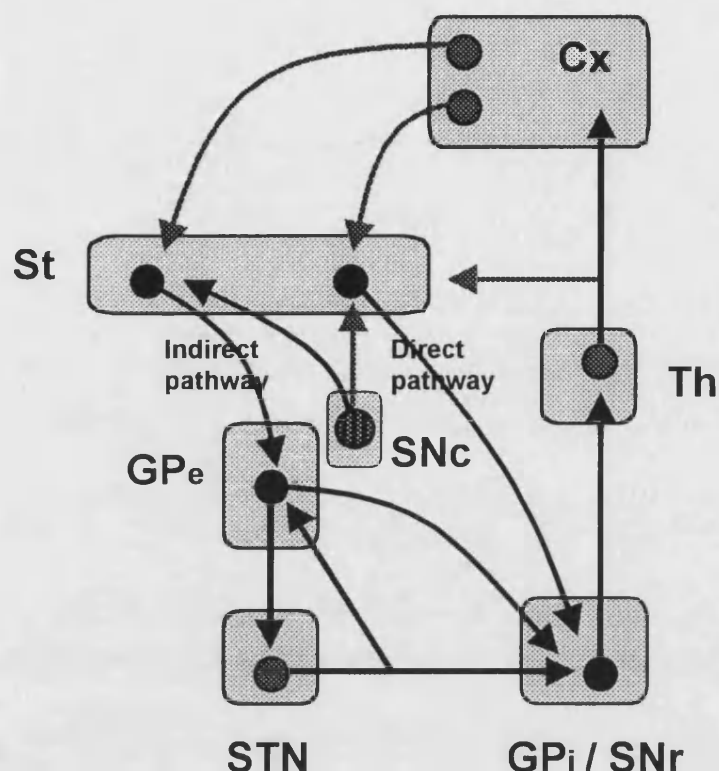 Cx
St
Indirect
pathway
Direct
pathway
Th
GPe
SNc
STN
GPi / SNr